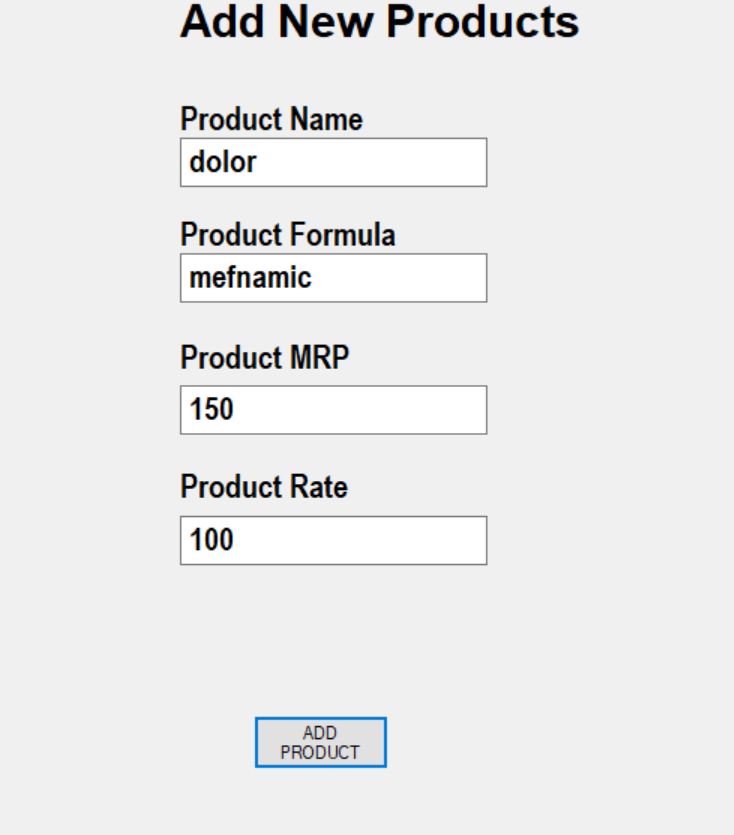 Add New Products
Product Name
dolor
Product Formula
mefnamic
Product MRP
150
Product Rate
100
ADD
PRODUCT